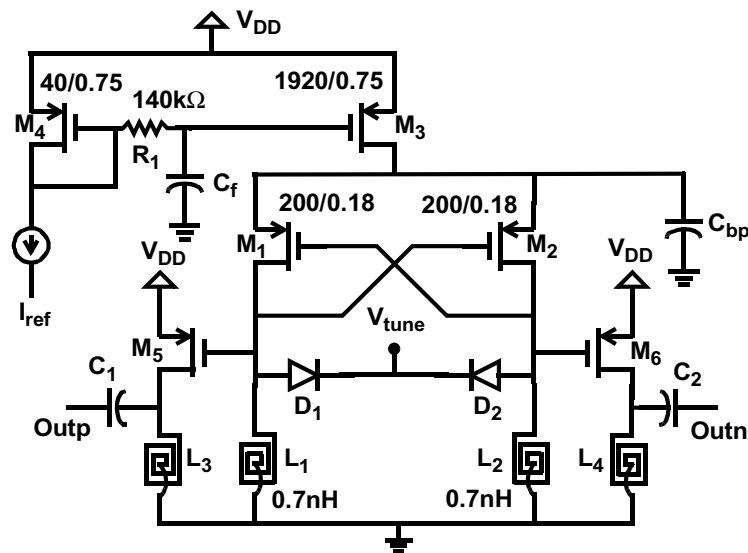 V_DD
40/0.75
1920/0.75
140kΩ
M_4
M_3
R_1
C_f
200/0.18
200/0.18
C_bp
M_1
M_2
V_DD
V_DD
I_ref
V_tune
M_5
M_6
C_1
D_1
D_2
C_2
Outp
Outn
L_3
L_1
L_2
L_4
0.7nH
0.7nH